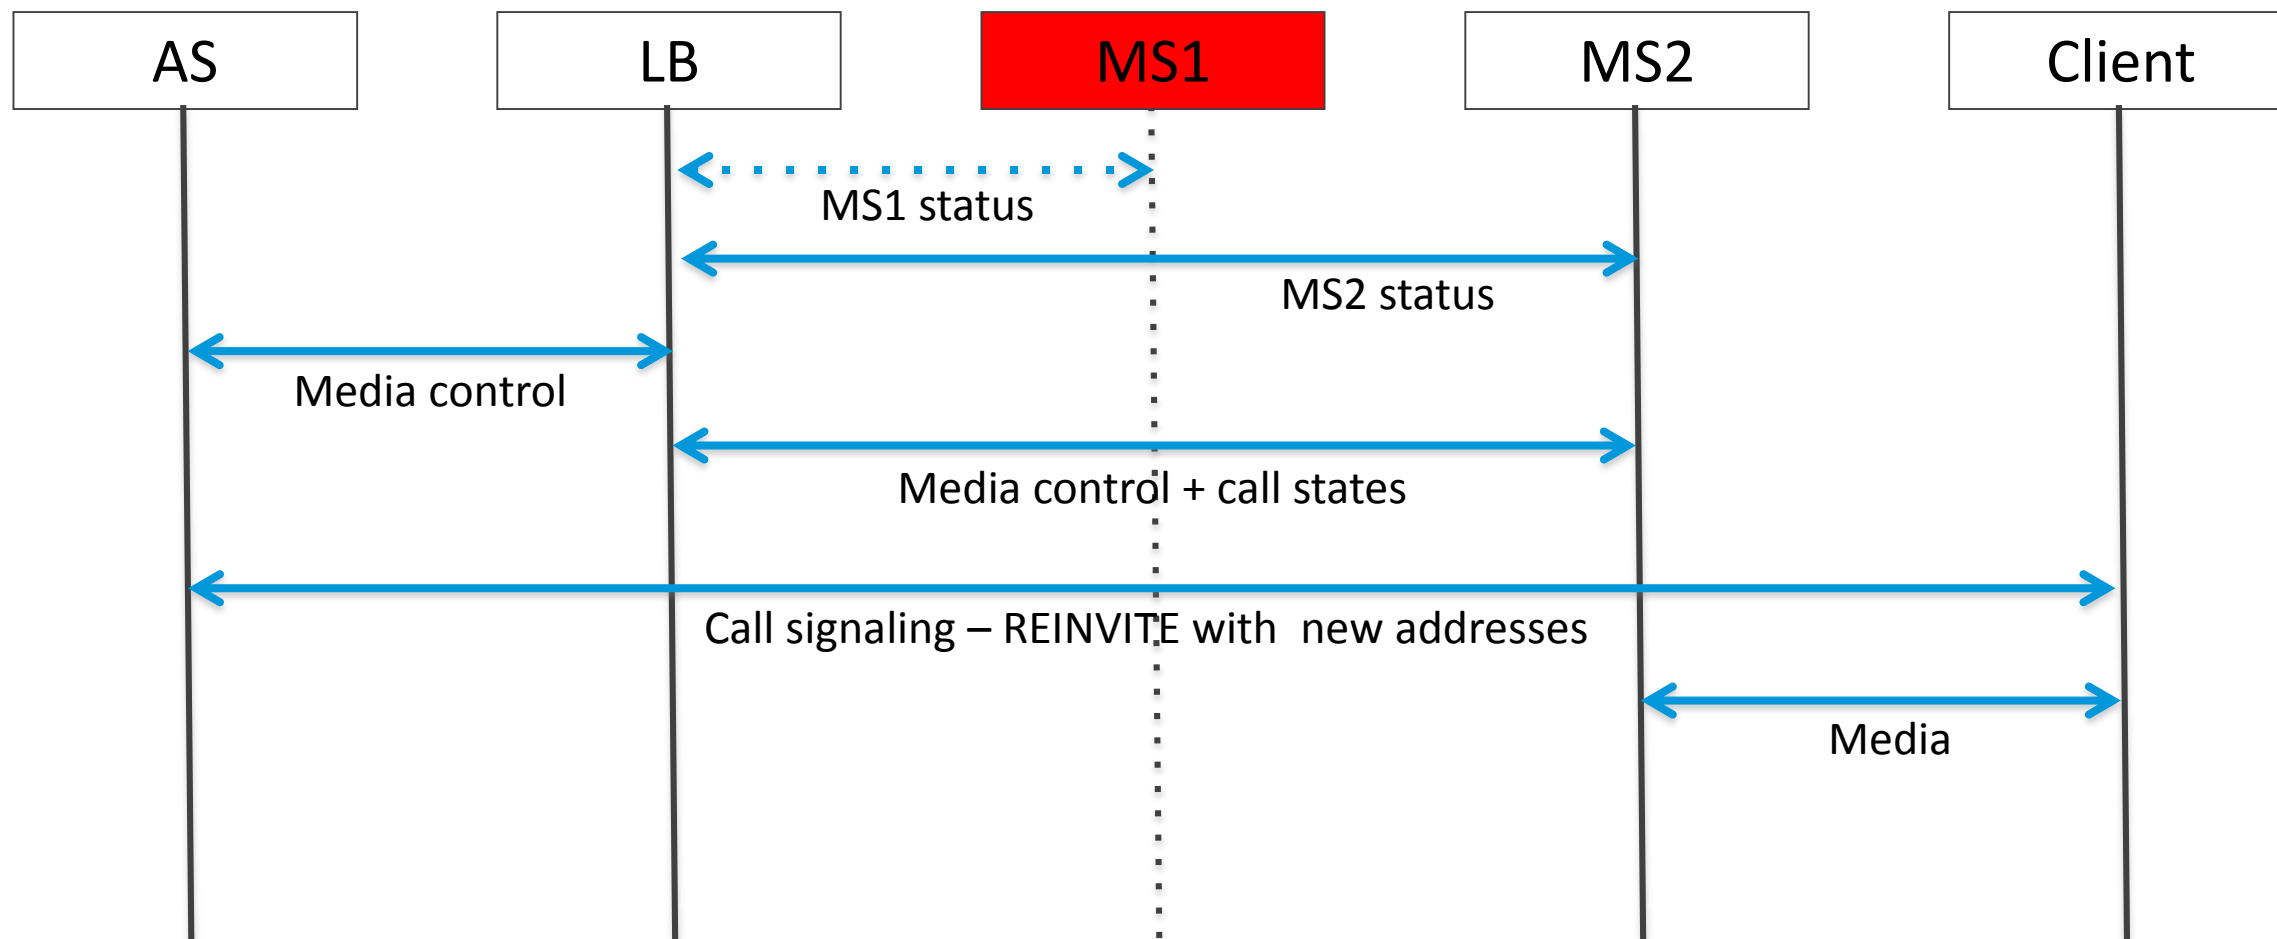 AS
LB
MS1
MS2
Client
MS1 status
MS2 status
Media control
Media control + call states
Call signaling – REINVITE with  new addresses
Media